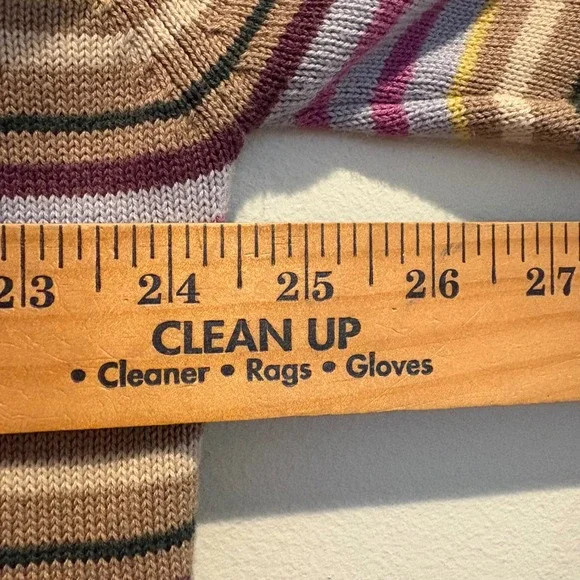 23 24 25 26 27
CLEAN UP
• Cleaner • Rags • Gloves